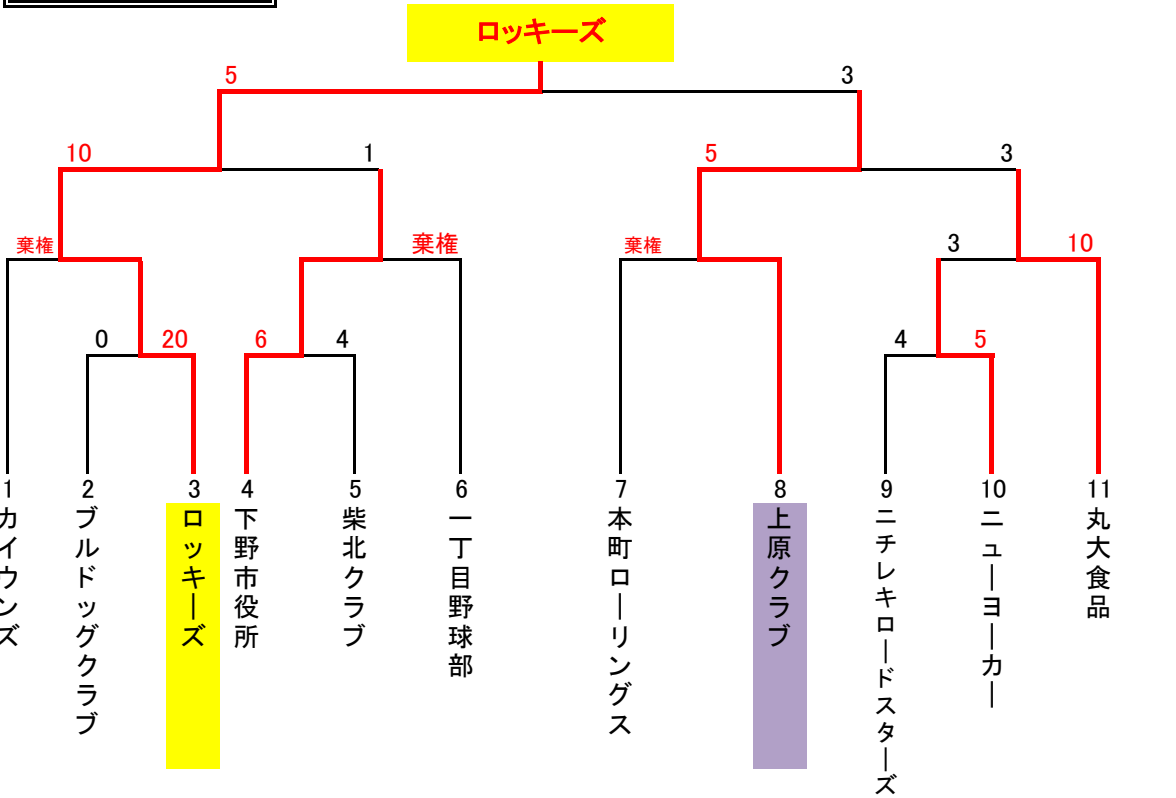 ロッキーズ
5
3
10
1
5
3
棄権
棄権
棄権
3
10
0
20
6
4
4
5
1
2
3
4
5
6
7
8
9
10
11
カイウンズ
ブルドッグクラブ
ロッキーズ
下野市役所
柴北クラブ
一丁目野球部
本町ローリングス
上原クラブ
ニチレキロードスターズ
ニューヨーカー
丸大食品